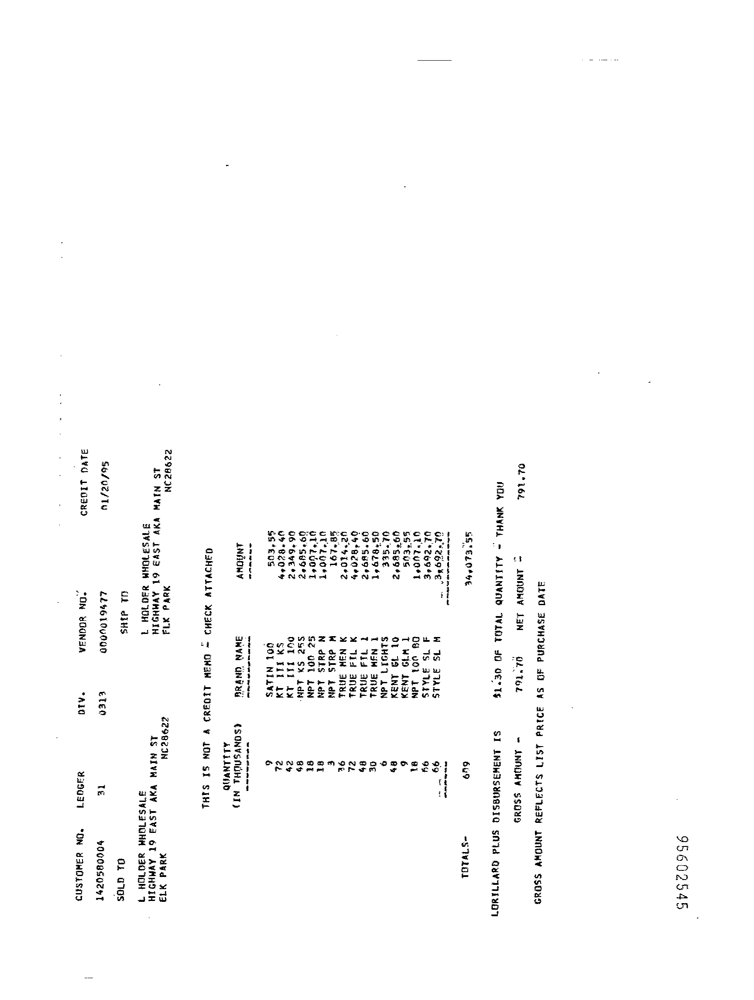 CUSTOMER NO. LEDGER DIV. VENDOR NO. CREDIT DATE
1420580004 31 0313 0000019477 01/20/95
SOLD TO SHIP TO
L HOLDER WHOLESALE L HOLDER WHOLESALE
HIGHWAY 19 EAST AKA MAIN ST HIGHWAY 19 EAST AKA MAIN ST
ELK PARK NC28622 ELK PARK NC28622
THIS IS NOT A CREDIT MEMO - CHECK ATTACHED
QUANTITY
(IN THOUSANDS) BRAND NAME AMOUNT
9 SATIN 100 503.55
72 KT III KS 4,028.40
42 KT III 100 2,349.90
48 NPT KS 25S 2,685.60
18 NPT 100 25 1,007.10
18 NPT STRP N 1,007.10
3 NPT STRP M 167.85
36 TRUE MEN K 2,014.20
72 TRUE FIL K 4,028.40
48 TRUE FIL 1 2,685.60
30 TRUE MEN 1 1,678.50
6 NPT LIGHTS 335.70
48 KENT GL 10 2,685.60
9 KENT GLM 1 503.55
18 NPT 100 BO 1,007.10
66 STYLE SL F 3,692.70
66 STYLE SL M 3,692.70
TOTALS- 609 34,073.55
LORILLARD PLUS DISBURSEMENT IS $1.30 OF TOTAL QUANTITY - THANK YOU
GROSS AMOUNT - 791.70 NET AMOUNT - 791.70
GROSS AMOUNT REFLECTS LIST PRICE AS OF PURCHASE DATE
95602545